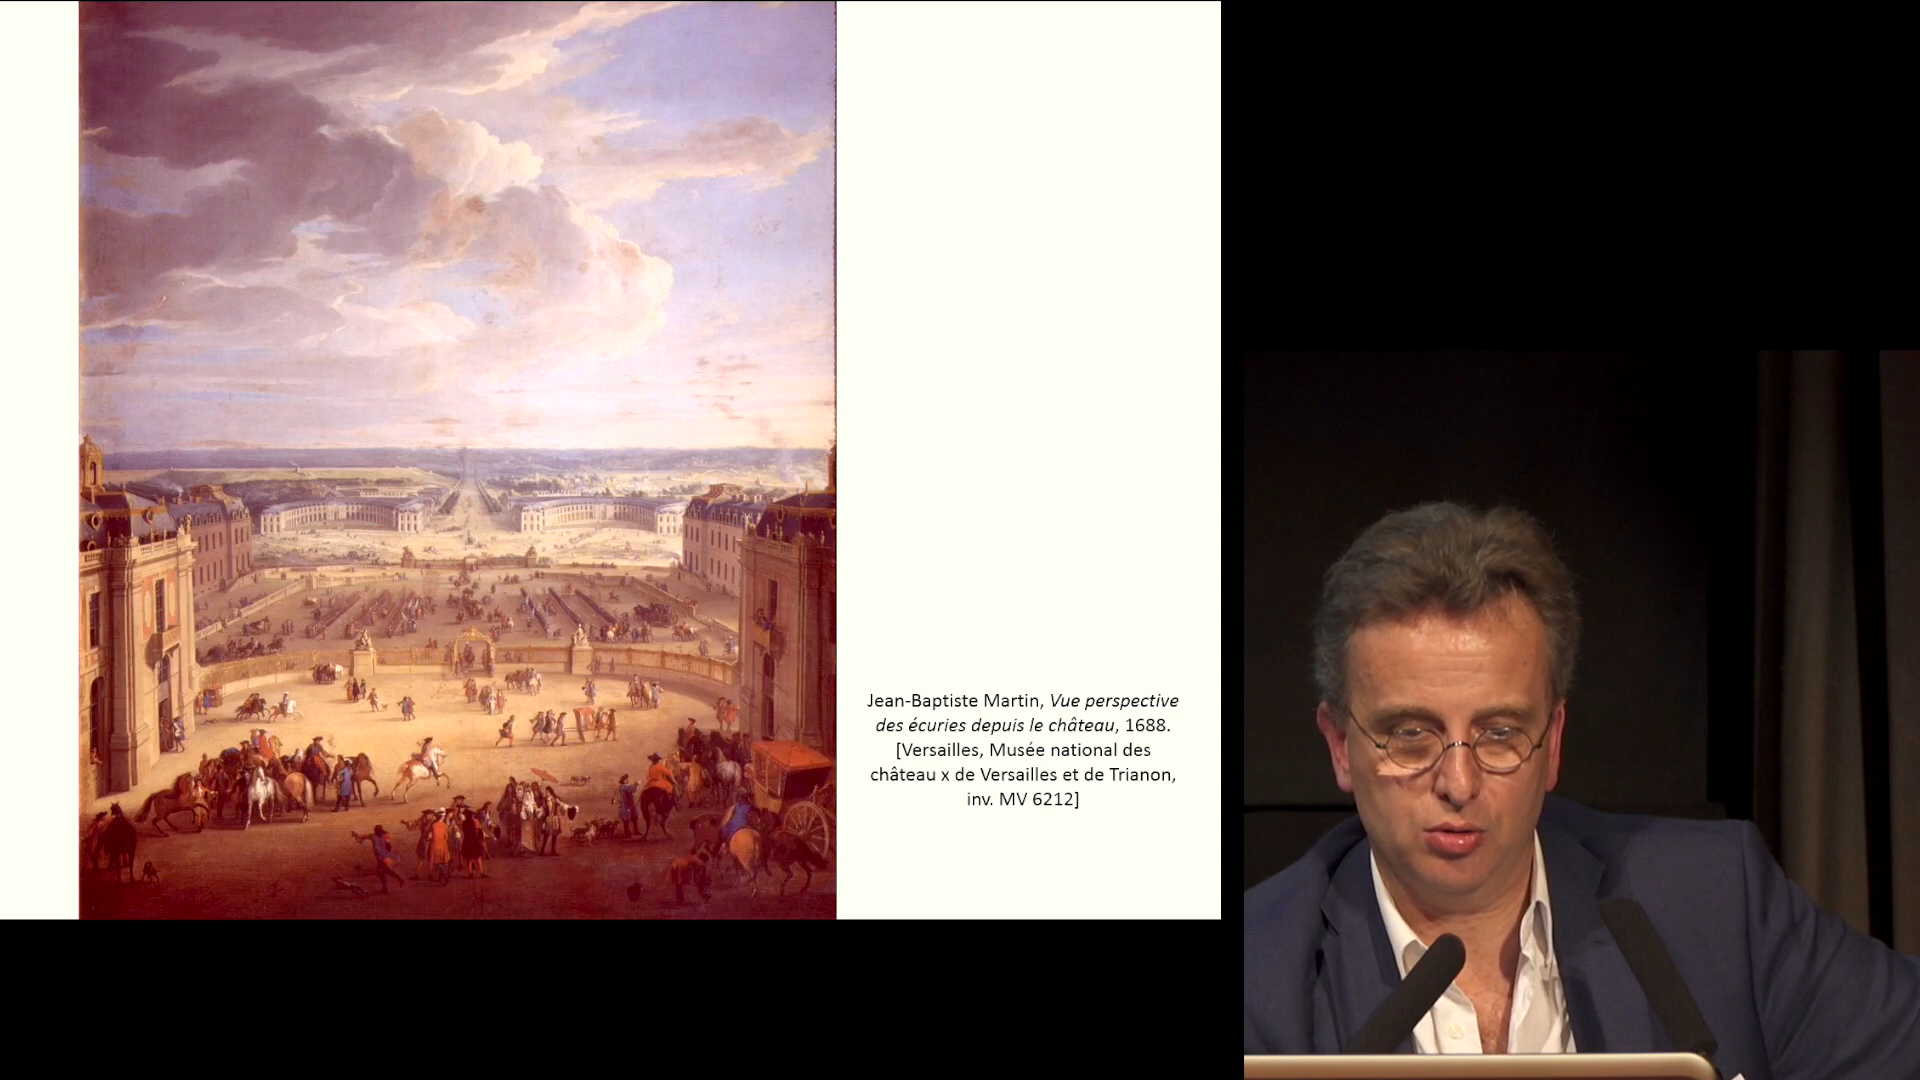 Jean-Baptiste Martin, Vue perspective
des écuries depuis le château, 1688.
[Versailles, Musée national des
château x de Versailles et de Trianon,
inv. MV 6212]